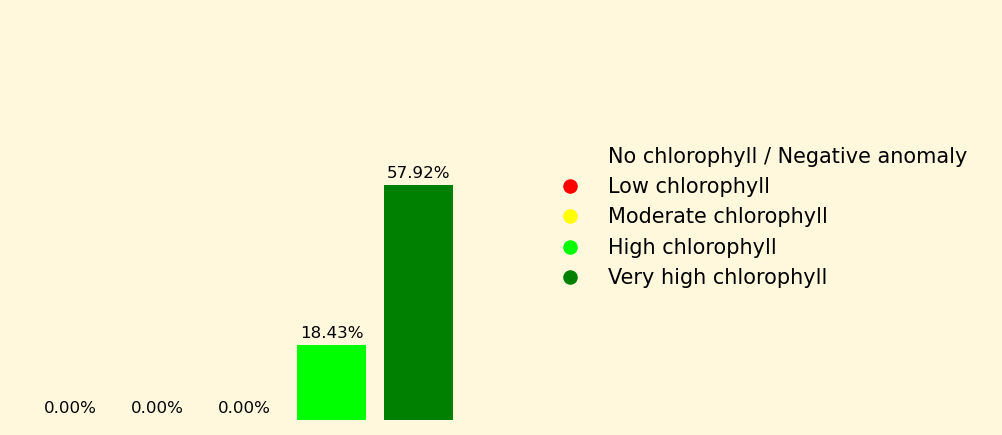 57.92%
18.43%
0.00%
0.00%
0.00%
No chlorophyll / Negative anomaly
Low chlorophyll
Moderate chlorophyll
High chlorophyll
Very high chlorophyll